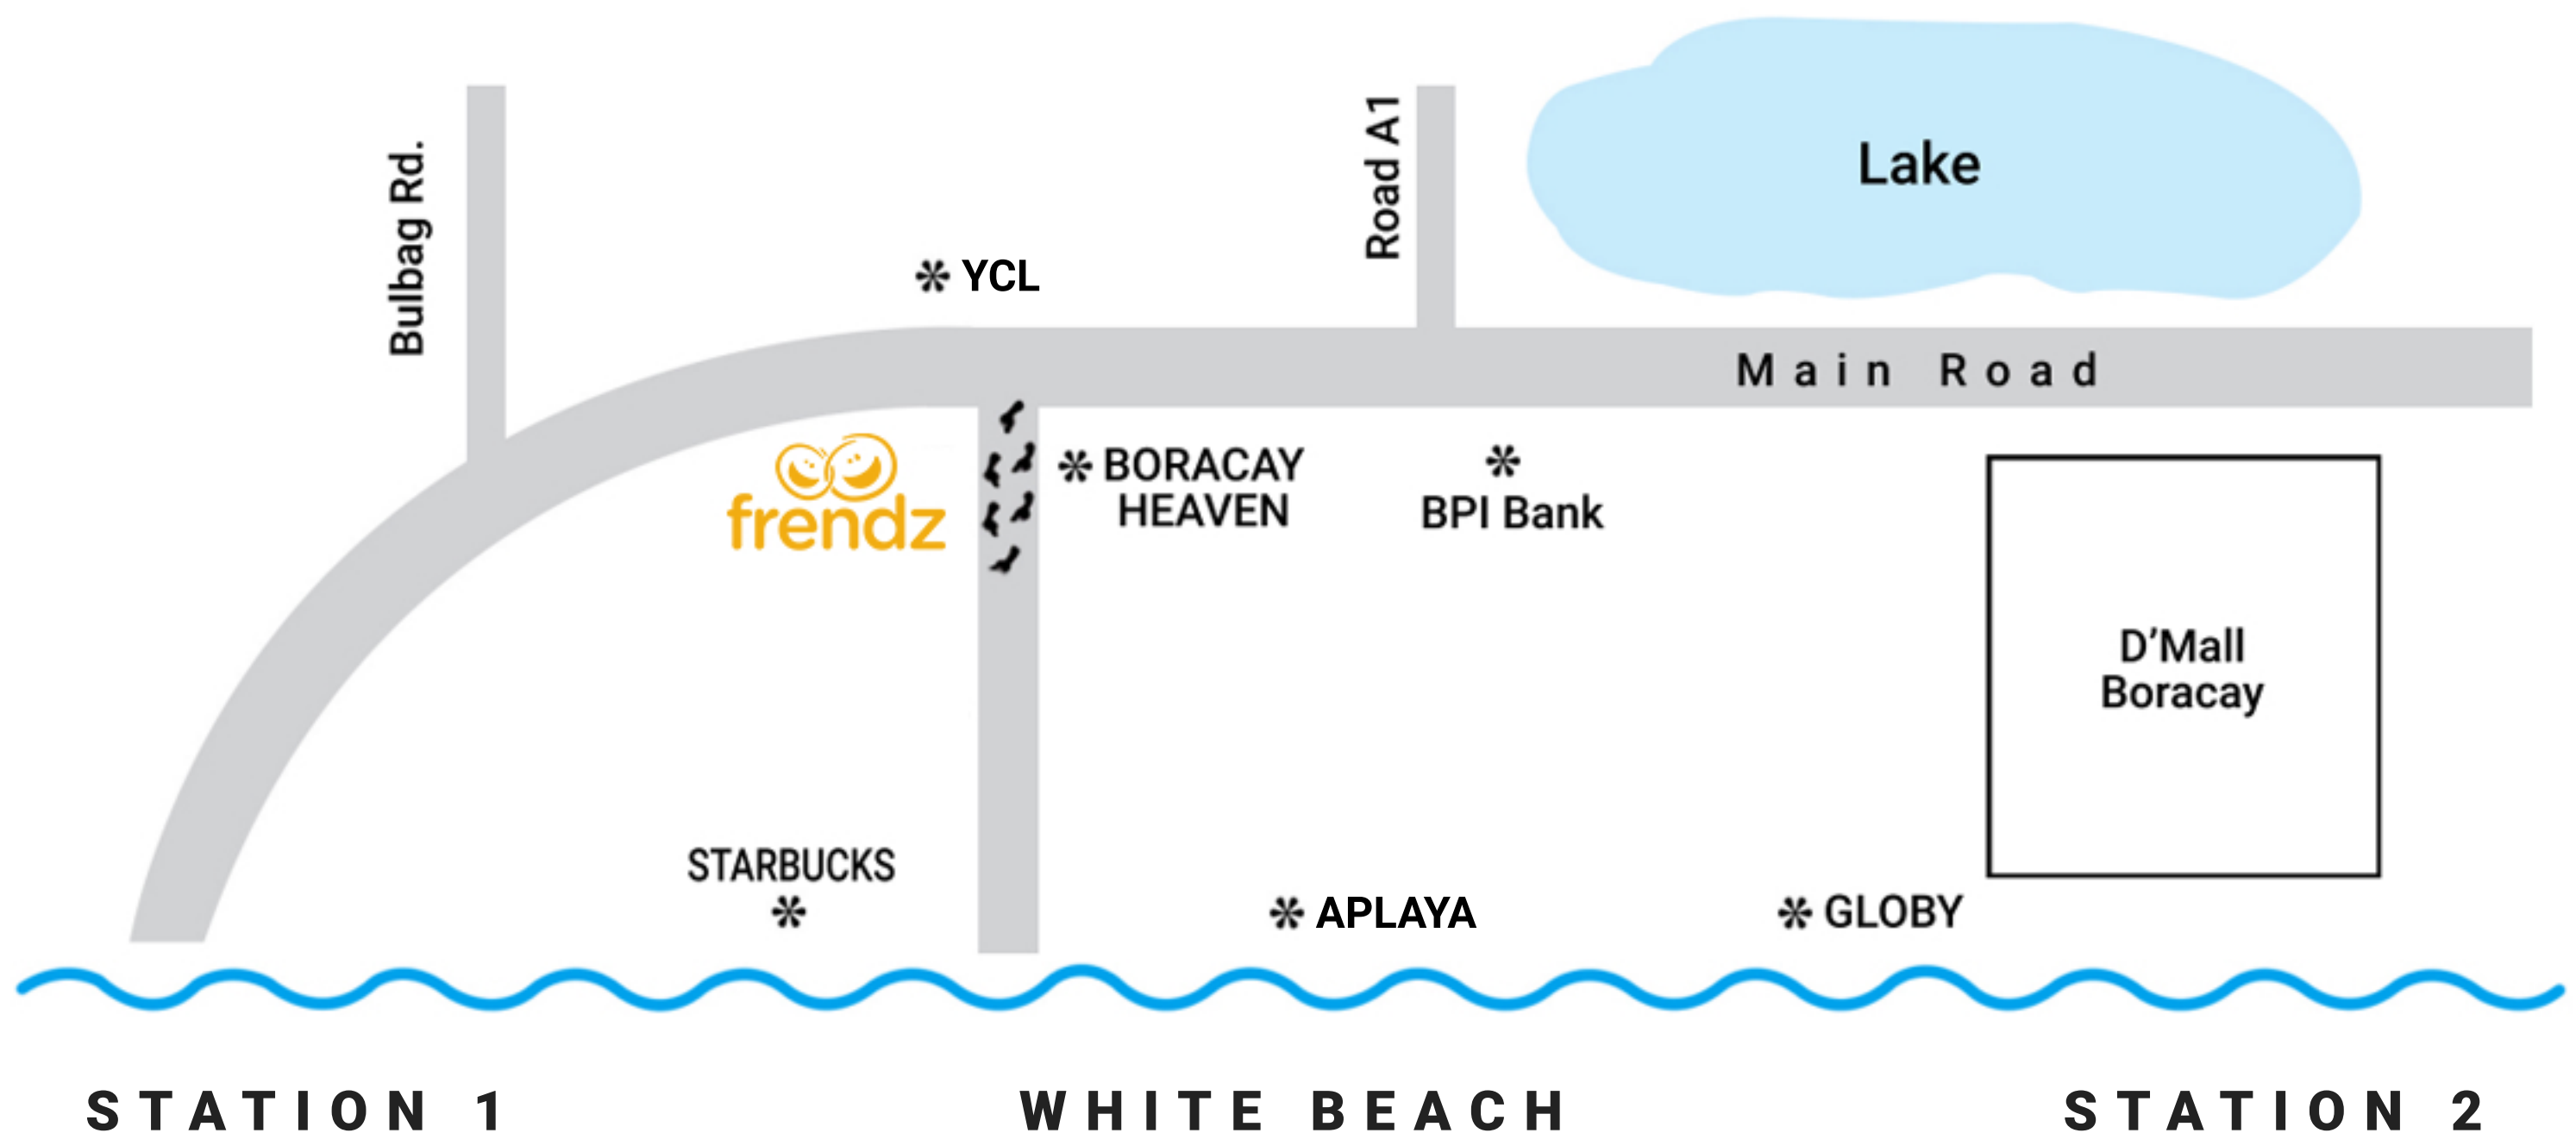 Lake
Road A1
Bulbag Rd.
YCL
Main Road
frendz
BORACAY
HEAVEN
BPI Bank
D'Mall
Boracay
STARBUCKS
APLAYA
GLOBY
STATION 1
WHITE BEACH
STATION 2